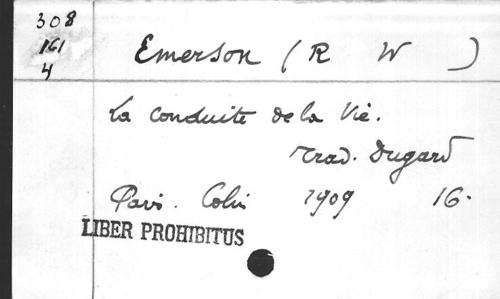 308
161
4
Emerson (R W )
La conduite de la Vie.
Trad. Dugard
Paris. Colin 1909 16.
LIBER PROHIBITUS